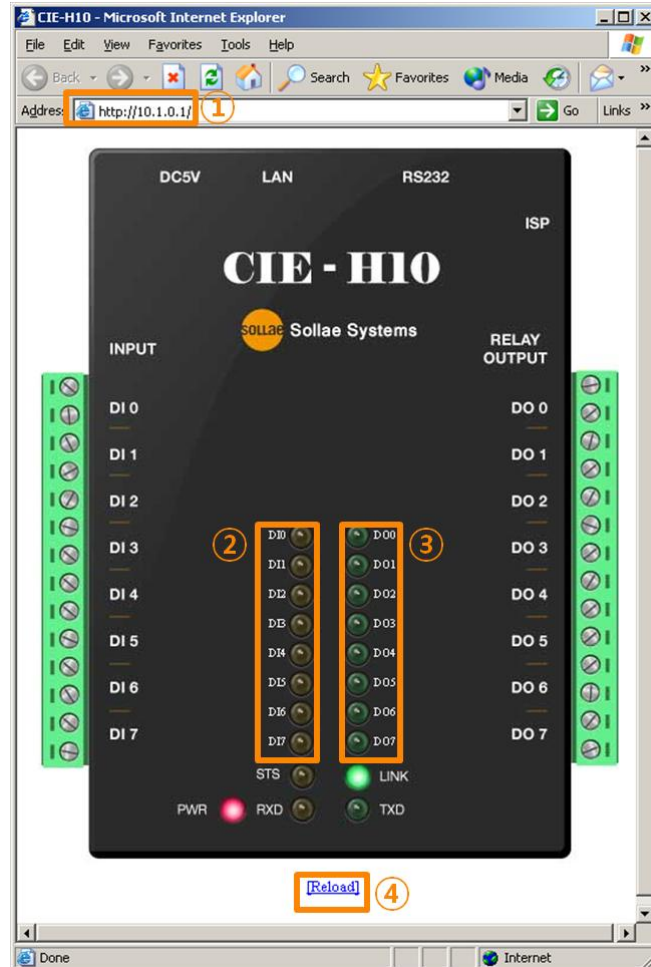 CIE-H10 - Microsoft Internet Explorer
File Edit View Favorites Tools Help
Back Search Favorites Media
Address http://10.1.0.1/ Go Links
①
DC5V LAN RS232
ISP
CIE - H10
SOLLAE Sollae Systems
INPUT
RELAY
OUTPUT
DI 0 DO 0
DI 1 DO 1
DI 2 DO 2
DI 3 DO 3
DI 4 DO 4
DI 5 DO 5
DI 6 DO 6
DI 7 DO 7
② ③
DI0 DO0
DI1 DO1
DI2 DO2
DI3 DO3
DI4 DO4
DI5 DO5
DI6 DO6
DI7 DO7
STS LINK
PWR RXD TXD
[Reload] ④
Done Internet